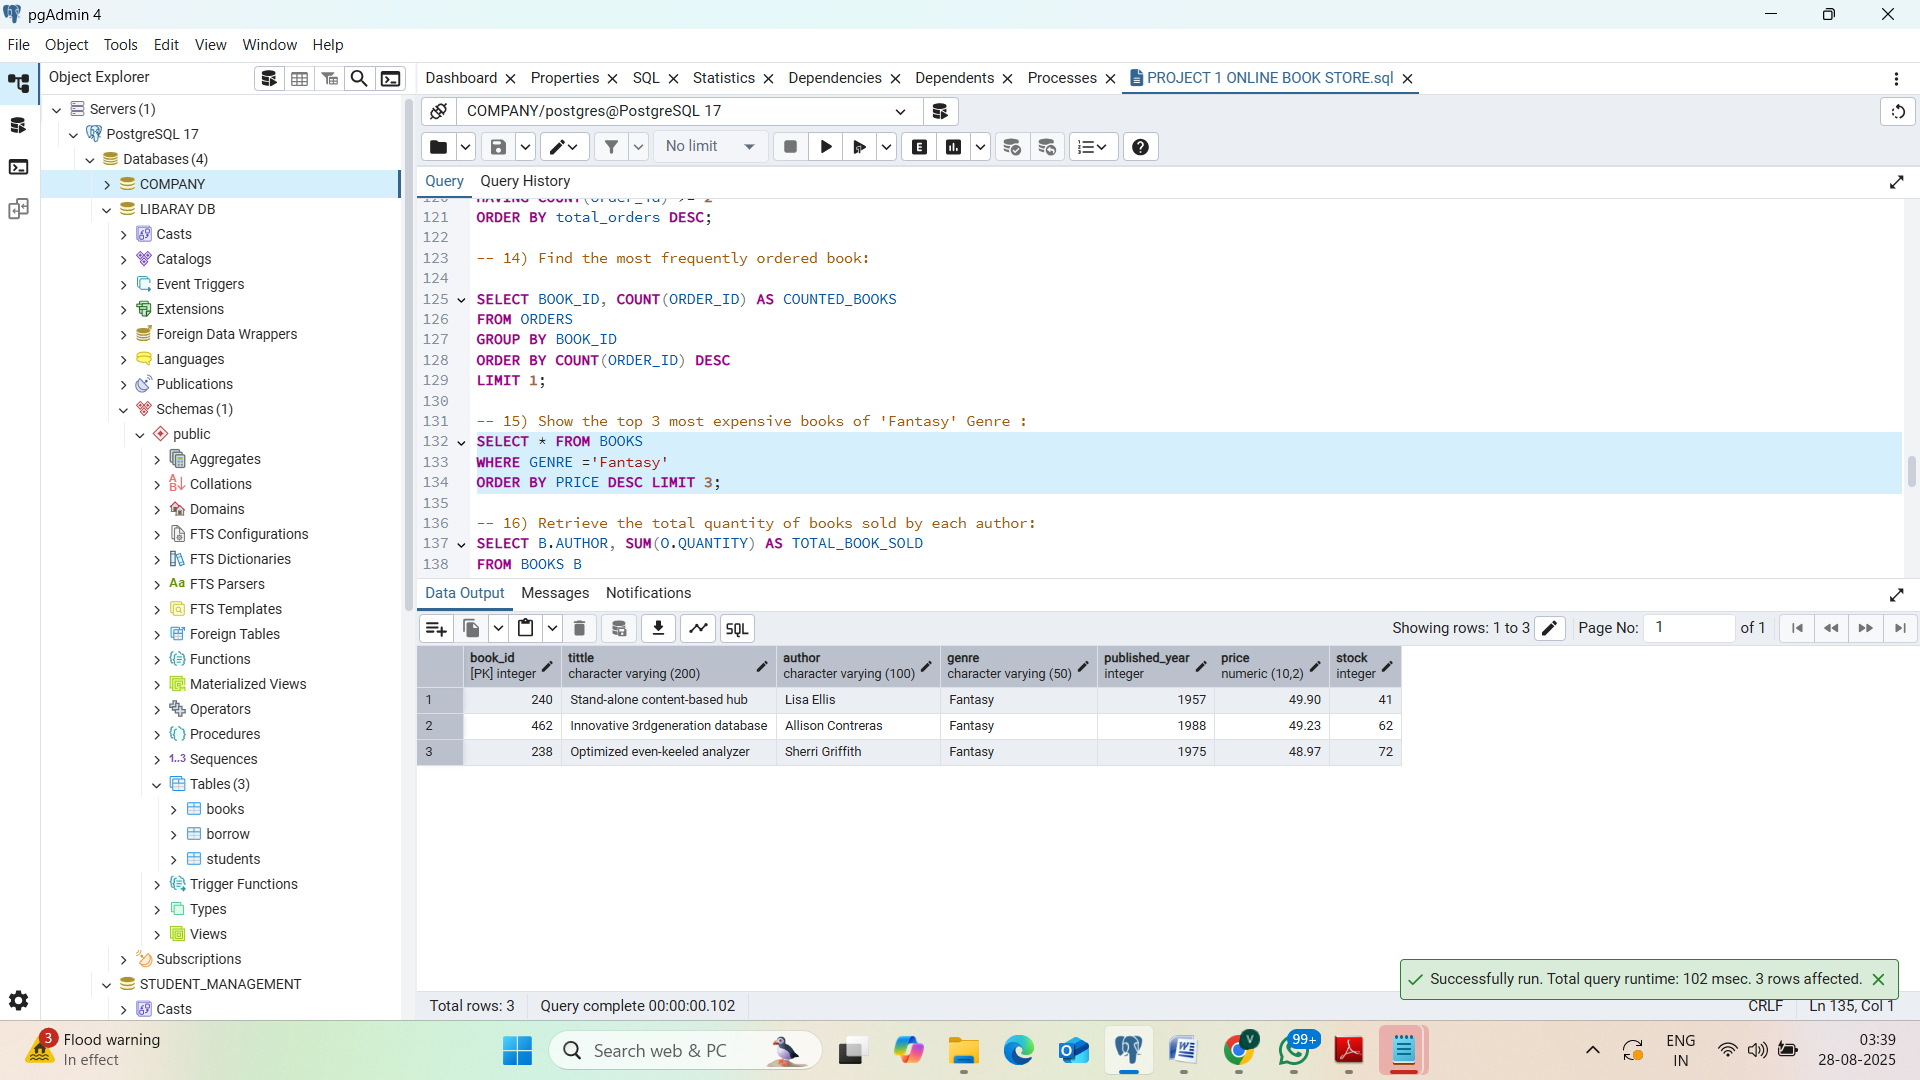 pgAdmin 4
File Object Tools Edit View Window Help
Object Explorer
Dashboard Properties SQL Statistics Dependencies Dependents Processes PROJECT 1 ONLINE BOOK STORE.sql
Servers (1)
PostgreSQL 17
Databases (4)
COMPANY
LIBARAY DB
Casts
Catalogs
Event Triggers
Extensions
Foreign Data Wrappers
Languages
Publications
Schemas (1)
public
Aggregates
Collations
Domains
FTS Configurations
FTS Dictionaries
Aa FTS Parsers
FTS Templates
Foreign Tables
Functions
Materialized Views
Operators
Procedures
1..3 Sequences
Tables (3)
books
borrow
students
Trigger Functions
Types
Views
Subscriptions
STUDENT_MANAGEMENT
Casts
COMPANY/postgres@PostgreSQL 17
No limit
E
Query Query History
120 HAVING COUNT(order_id) >= 2
121 ORDER BY total_orders DESC;
122
123 -- 14) Find the most frequently ordered book:
124
125 SELECT BOOK_ID, COUNT(ORDER_ID) AS COUNTED_BOOKS
126 FROM ORDERS
127 GROUP BY BOOK_ID
128 ORDER BY COUNT(ORDER_ID) DESC
129 LIMIT 1;
130
131 -- 15) Show the top 3 most expensive books of 'Fantasy' Genre :
132 SELECT * FROM BOOKS
133 WHERE GENRE ='Fantasy'
134 ORDER BY PRICE DESC LIMIT 3;
135
136 -- 16) Retrieve the total quantity of books sold by each author:
137 SELECT B.AUTHOR, SUM(O.QUANTITY) AS TOTAL_BOOK_SOLD
138 FROM BOOKS B
Data Output Messages Notifications
SQL Showing rows: 1 to 3 Page No: 1 of 1
book_id tittle author genre published_year price stock
[PK] integer character varying (200) character varying (100) character varying (50) integer numeric (10,2) integer
1 240 Stand-alone content-based hub Lisa Ellis Fantasy 1957 49.90 41
2 462 Innovative 3rdgeneration database Allison Contreras Fantasy 1988 49.23 62
3 238 Optimized even-keeled analyzer Sherri Griffith Fantasy 1975 48.97 72
Successfully run. Total query runtime: 102 msec. 3 rows affected.
Total rows: 3 Query complete 00:00:00.102 CRLF Ln 135, Col 1
3 Flood warning
In effect
Search web & PC
V
99+
ENG
IN
03:39
28-08-2025